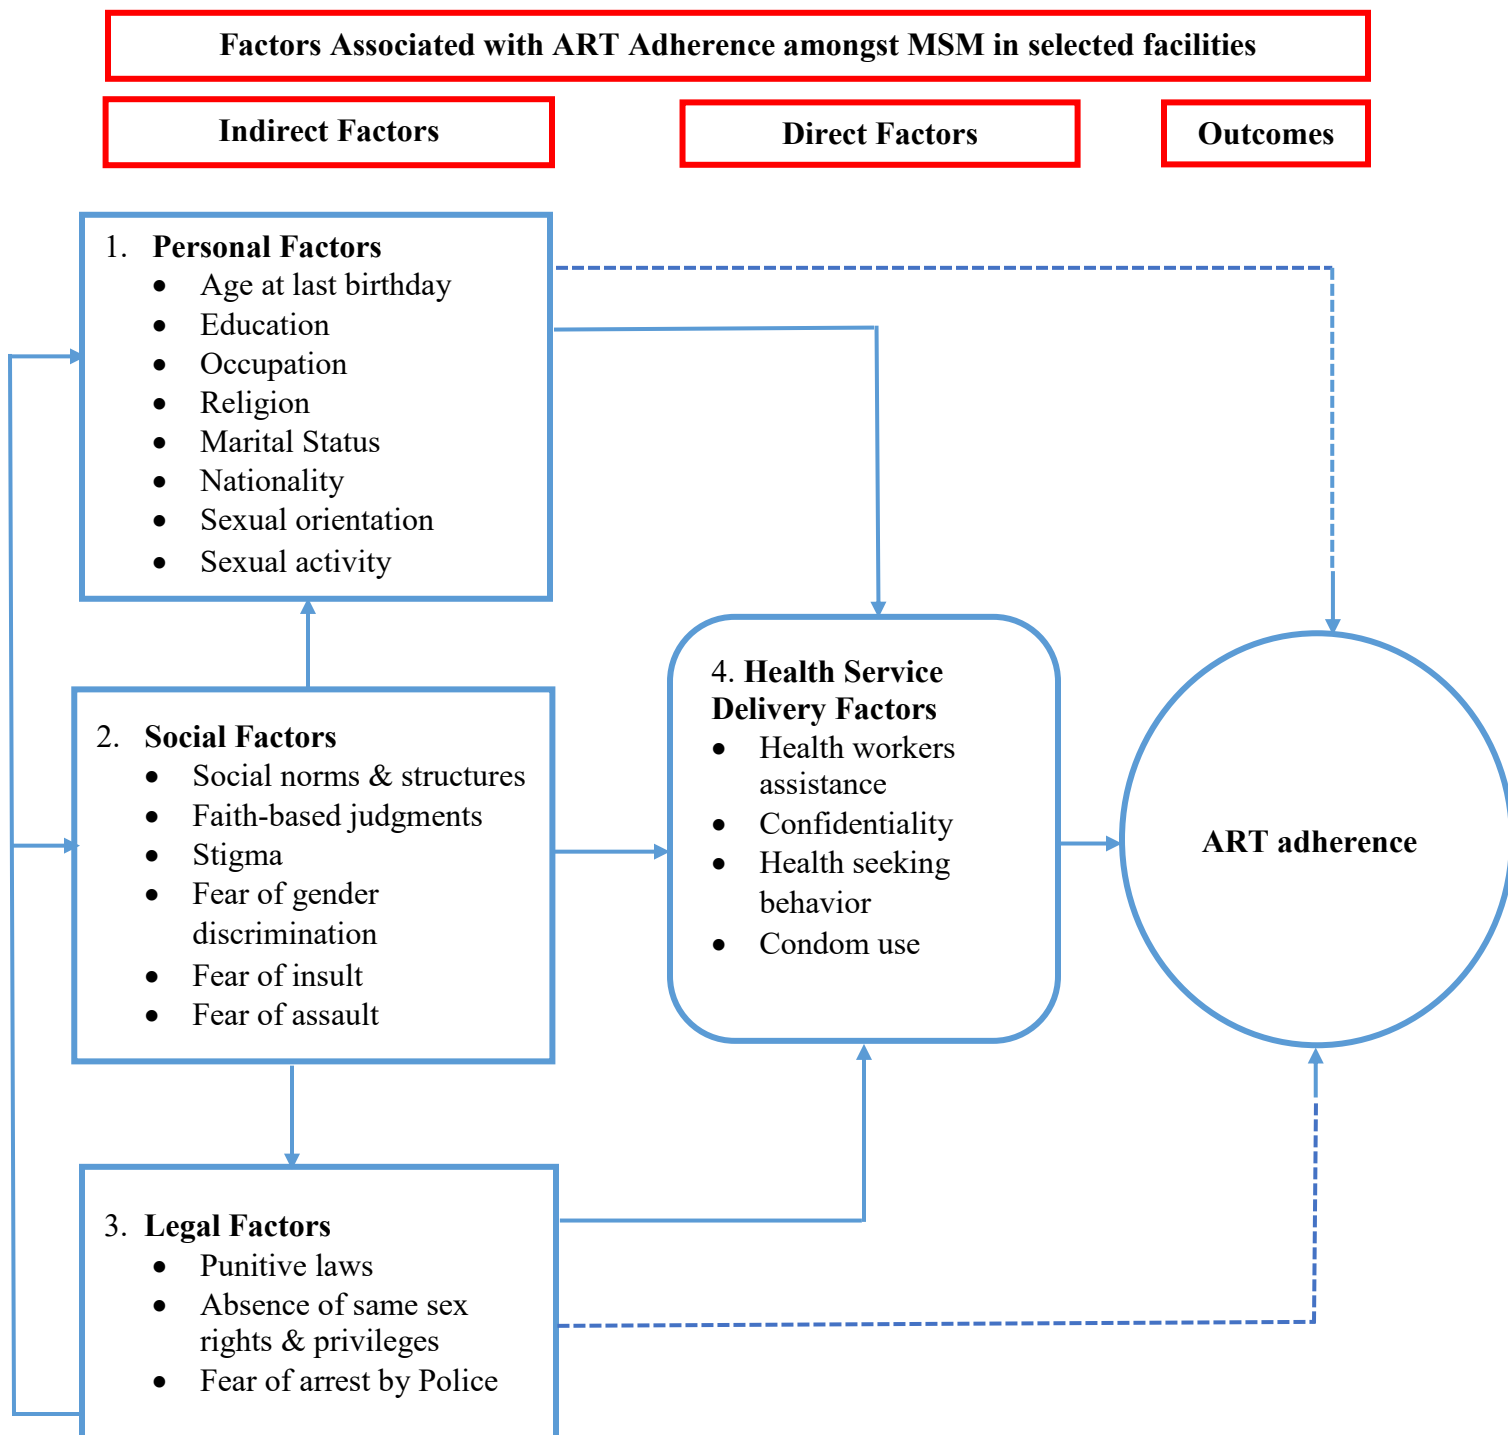 Factors Associated with ART Adherence amongst MSM in selected facilities
Indirect Factors
Direct Factors
Outcomes
1. Personal Factors
• Age at last birthday
• Education
• Occupation
• Religion
• Marital Status
• Nationality
• Sexual orientation
• Sexual activity
2. Social Factors
• Social norms & structures
• Faith-based judgments
• Stigma
• Fear of gender
discrimination
• Fear of insult
• Fear of assault
3. Legal Factors
• Punitive laws
• Absence of same sex
rights & privileges
• Fear of arrest by Police
4. Health Service
Delivery Factors
• Health workers
assistance
• Confidentiality
• Health seeking
behavior
• Condom use
ART adherence